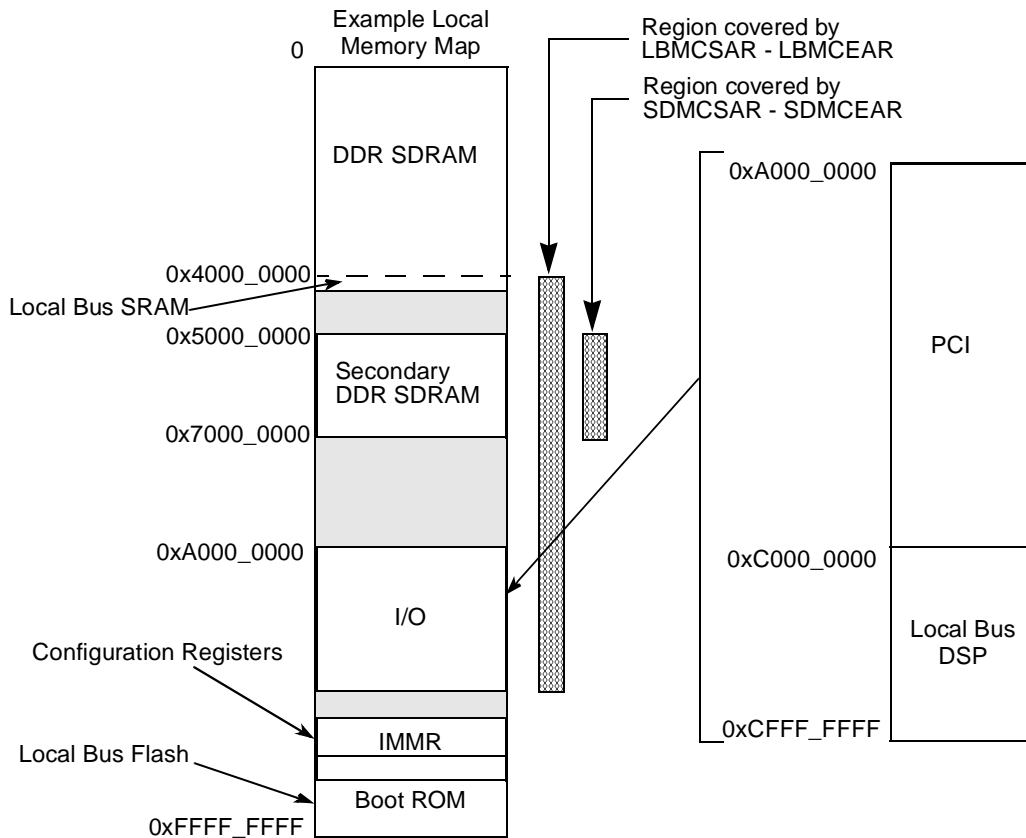 Example Local
Memory Map
0
DDR SDRAM
0x4000_0000
Local Bus SRAM
0x5000_0000
Secondary
DDR SDRAM
0x7000_0000
0xA000_0000
I/O
Configuration Registers
IMMR
Local Bus Flash
Boot ROM
0xFFFF_FFFF
Region covered by
LBMCSAR - LBMCEAR
Region covered by
SDMCSAR - SDMCEAR
0xA000_0000
PCI
0xC000_0000
Local Bus
DSP
0xCFFF_FFFF